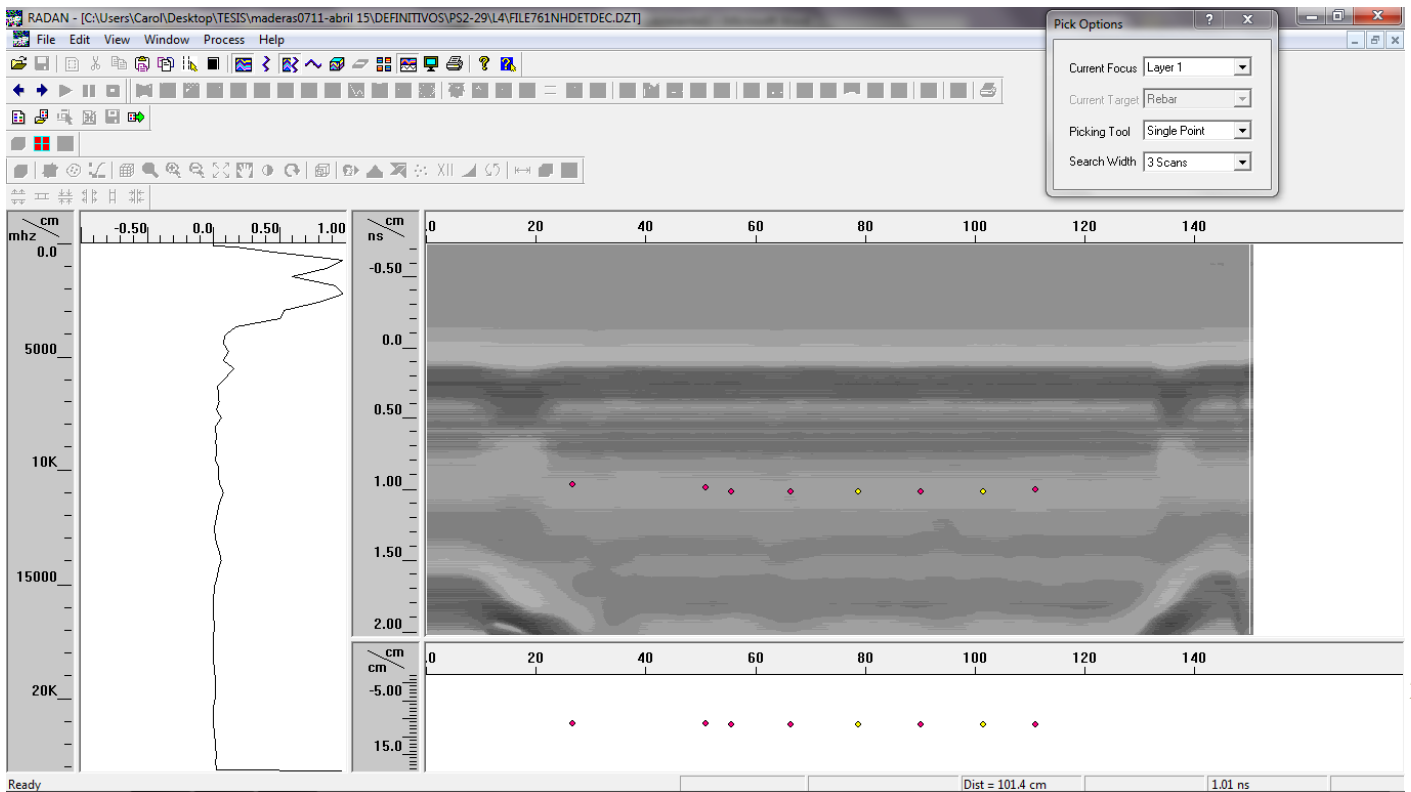 RADAN - [C:\Users\Carol\Desktop\TESIS\maderas0711-abril 15\DEFINITIVOS\PS2-29\L4\FILE761NHDETDEC.DZT]
File Edit View Window Process Help
Pick Options
Current Focus Layer 1
Current Target Rebar
Picking Tool Single Point
Search Width 3 Scans
XII
cm
mhz
-0.50 0.0 0.50 1.00
0.0
5000
10K
15000
20K
cm
ns
.0 20 40 60 80 100 120 140
-0.50
0.0
0.50
1.00
1.50
2.00
cm
cm
.0 20 40 60 80 100 120 140
-5.00
15.0
Ready Dist = 101.4 cm 1.01 ns